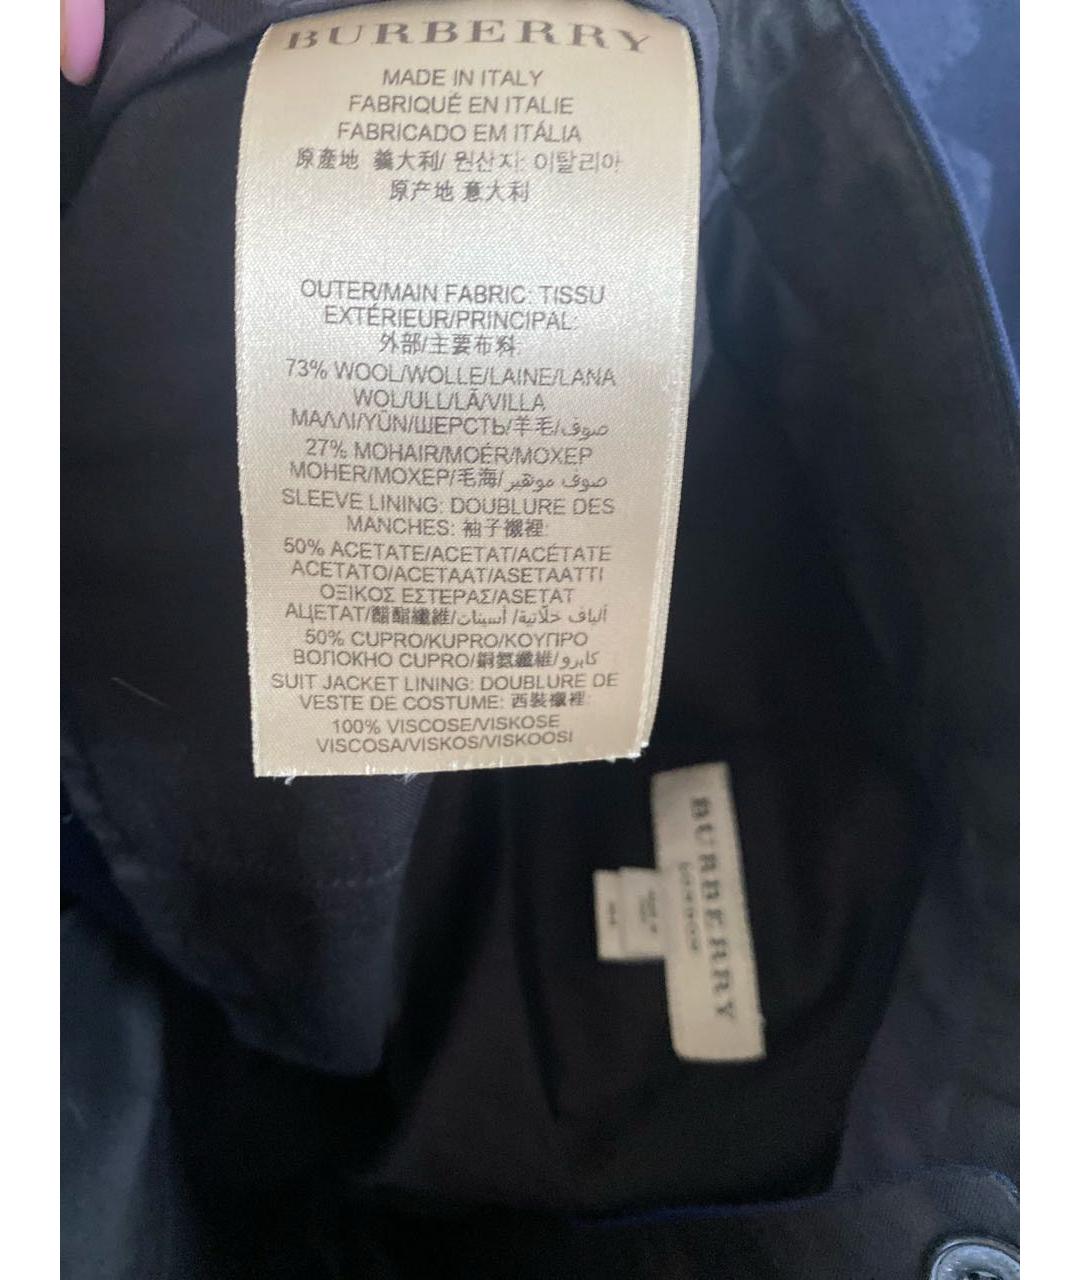 BURBERRY
MADE IN ITALY
FABRIQUÉ EN ITALIE
FABRICADO EM ITÁLIA
原產地 義大利/ 원산지: 이탈리아
原产地 意大利
OUTER/MAIN FABRIC: TISSU
EXTÉRIEUR/PRINCIPAL:
外部/主要布料:
73% WOOL/WOLLE/LAINE/LANA
WOL/ULL/LÃ/VILLA
ΜΑΛΛΙ/YÜN/ШЕРСТЬ/羊毛/صوف
27% MOHAIR/MOÉR/MOXEP
MOHER/MOXEP/毛海/صوف موهير
SLEEVE LINING: DOUBLURE DES
MANCHES: 袖子襯裡:
50% ACETATE/ACETAT/ACÉTATE
ACETATO/ACETAAT/ASETAATTI
ΟΞΙΚΟΣ ΕΣΤΕΡΑΣ/ASETAT
АЦЕТАТ/醋酯纖維/ألياف خلّاتية/ أسيتات
50% CUPRO/KUPRO/ΚΟΥΠΡΟ
ВОЛОКНО CUPRO/銅氨纖維/كابرو
SUIT JACKET LINING: DOUBLURE DE
VESTE DE COSTUME: 西裝襯裡:
100% VISCOSE/VISKOSE
VISCOSA/VISKOS/VISKOOSI
BURBERRY
LONDON